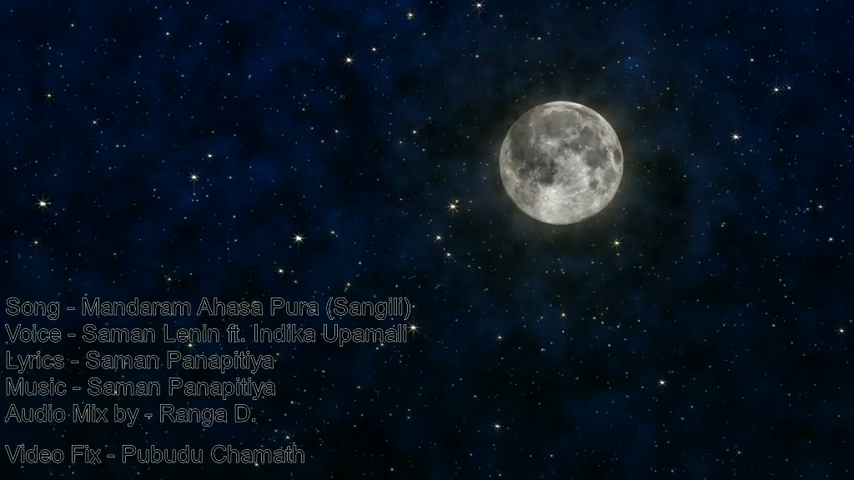 Song - Mandaram Ahasa Pura (Sangili)
Voice - Saman Lenin ft. Indika Upamali
Lyrics - Saman Panapitiya
Music - Saman Panapitiya
Audio Mix by - Ranga D.
Video Fix - Pubudu Chamath